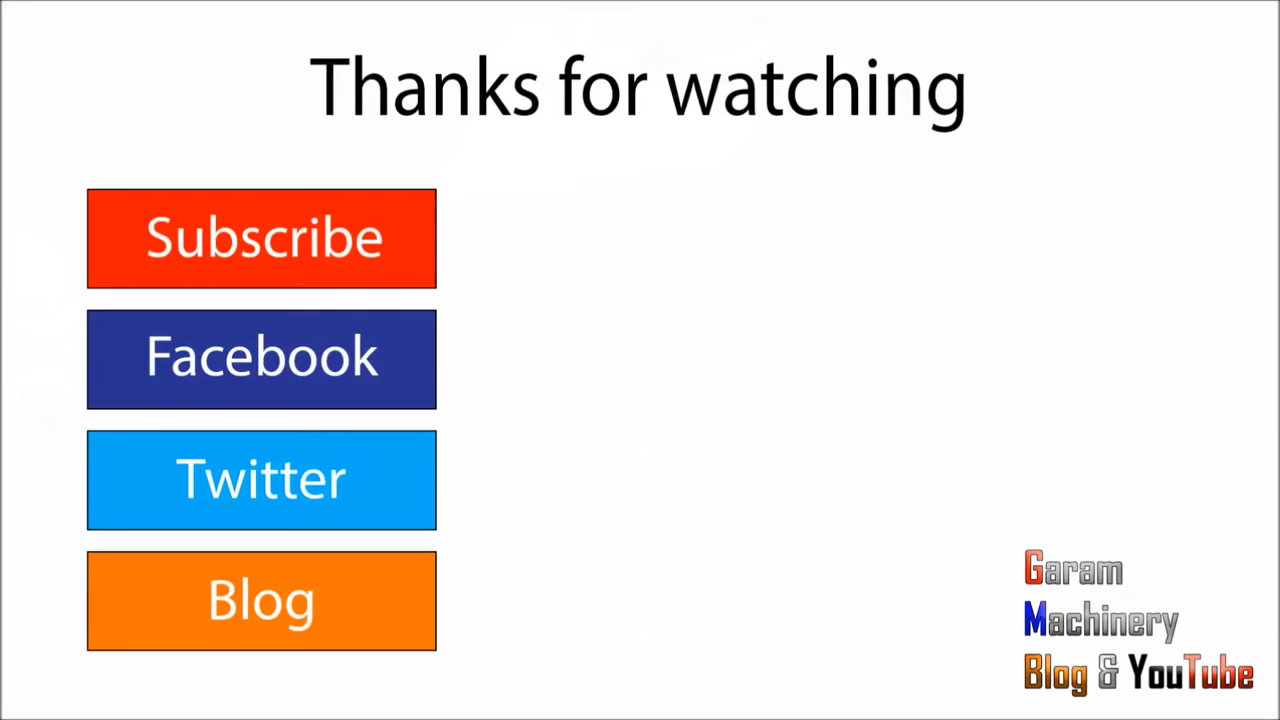 Thanks for watching
Subscribe
Facebook
Twitter
Blog
Garam
Machinery
Blog & YouTube